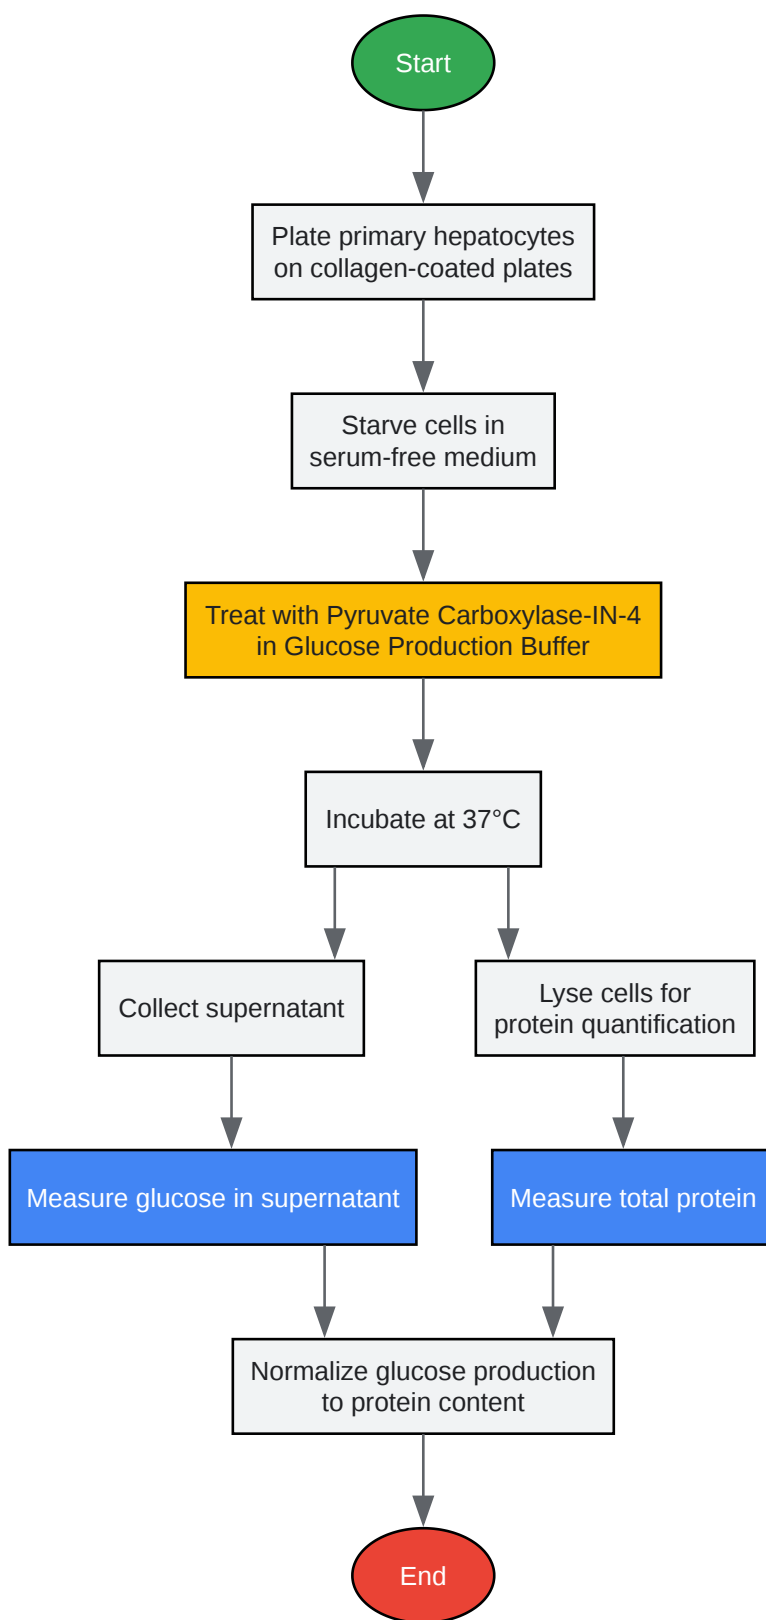 Start
Plate primary hepatocytes
on collagen-coated plates
Starve cells in
serum-free medium
Treat with Pyruvate Carboxylase-IN-4
in Glucose Production Buffer
Incubate at 37°C
Collect supernatant
Lyse cells for
protein quantification
Measure glucose in supernatant
Measure total protein
Normalize glucose production
to protein content
End